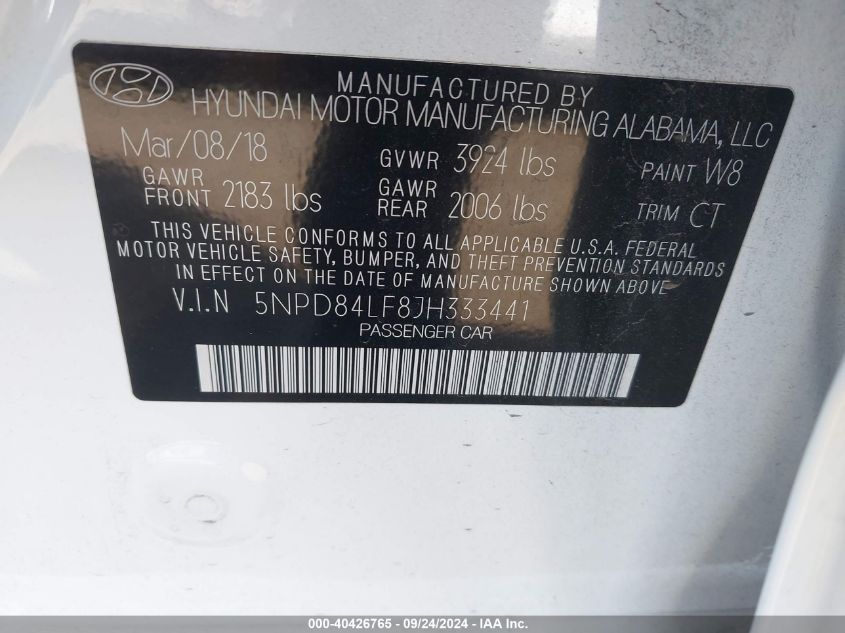 MANUFACTURED BY
HYUNDAI MOTOR MANUFACTURING ALABAMA, LLC
Mar/08/18 GVWR 3924 lbs PAINT W8
GAWR FRONT 2183 lbs GAWR REAR 2006 lbs TRIM CT
THIS VEHICLE CONFORMS TO ALL APPLICABLE U.S.A. FEDERAL
MOTOR VEHICLE SAFETY, BUMPER, AND THEFT PREVENTION STANDARDS
IN EFFECT ON THE DATE OF MANUFACTURE SHOWN ABOVE
V.I.N 5NPD84LF8JH333441
PASSENGER CAR
000-40426765 - 09/24/2024 - IAA Inc.